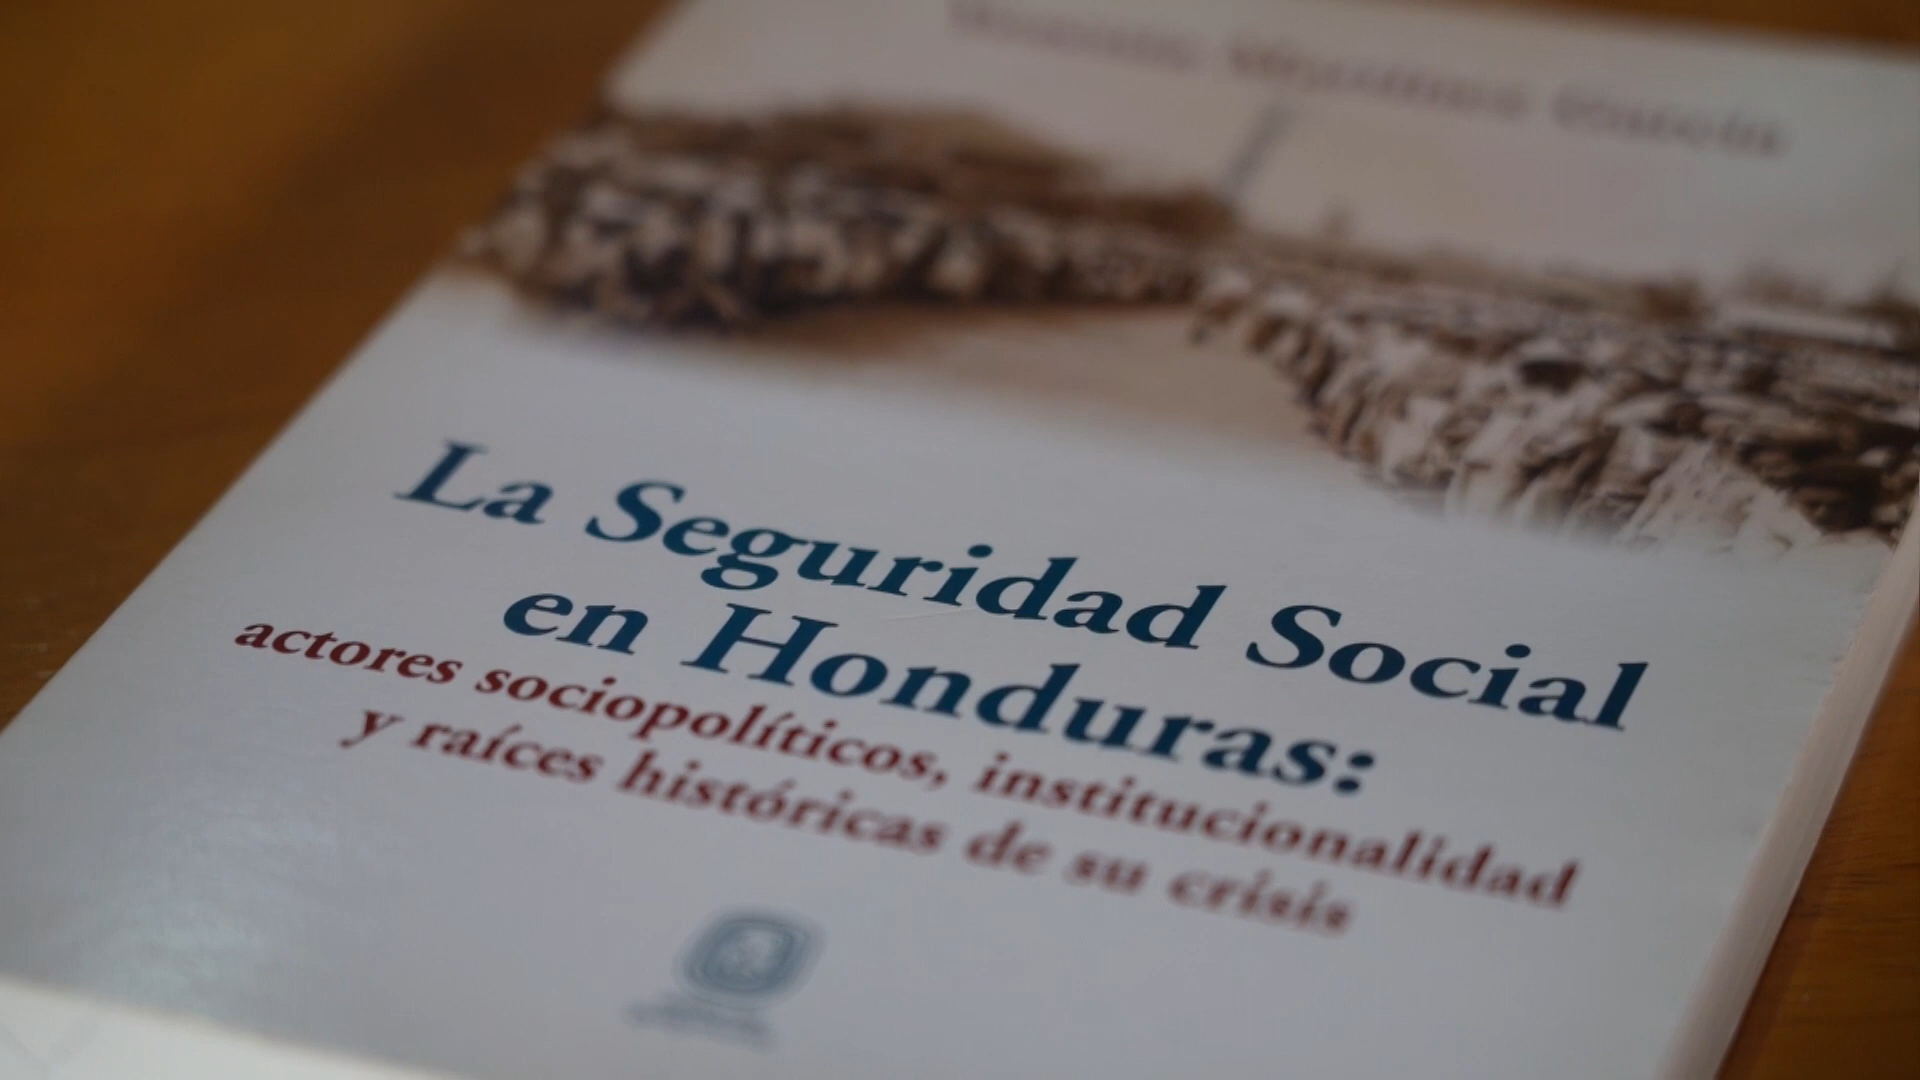 La Seguridad Social
en Honduras:
actores sociopolíticos, institucionalidad
y raíces históricas de su crisis